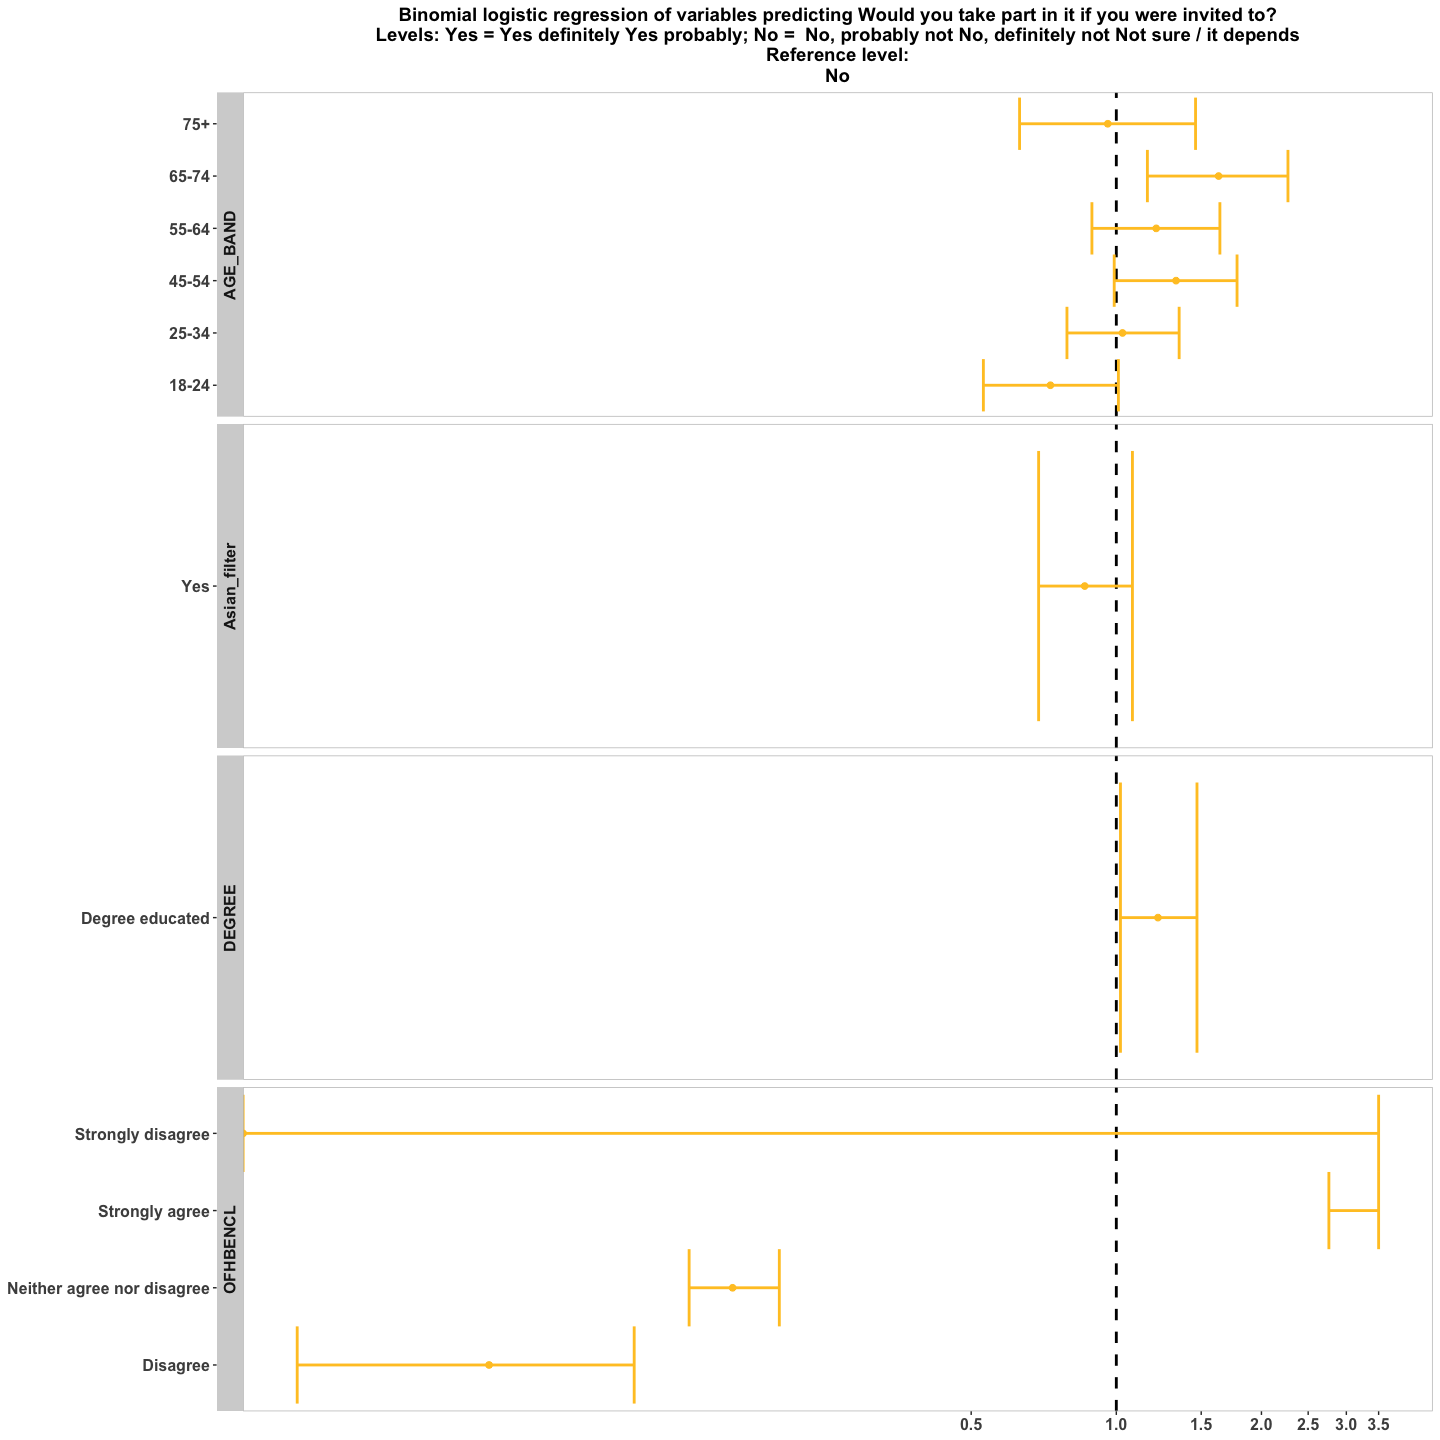 Binomial logistic regression of variables predicting Would you take part in it if you were invited to?
Levels: Yes = Yes definitely Yes probably; No =  No, probably not No, definitely not Not sure / it depends
Reference level:
No
AGE_BAND
75+
65-74
55-64
45-54
25-34
18-24
Asian_filter
Yes
DEGREE
Degree educated
OFHBENCL
Strongly disagree
Strongly agree
Neither agree nor disagree
Disagree
0.5 1.0 1.5 2.0 2.5 3.0 3.5